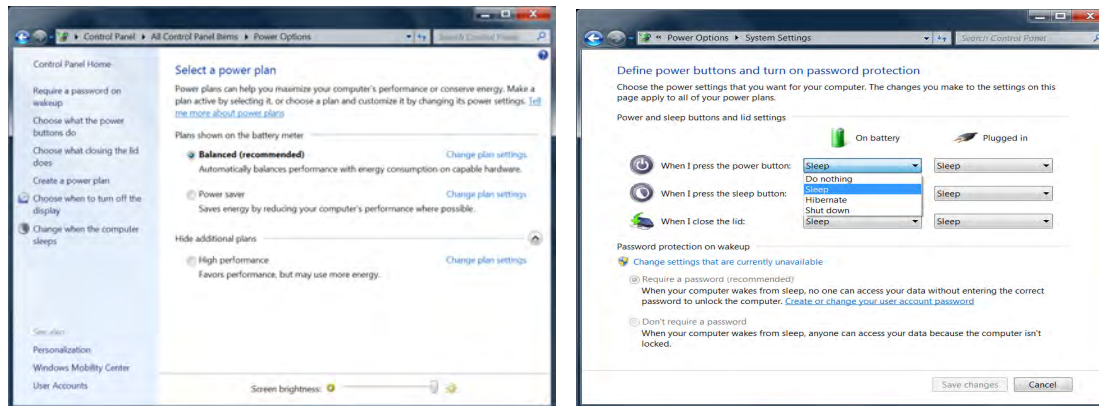 Control Panel ▸ All Control Panel Items ▸ Power Options
Search Control Panel
Control Panel Home
Require a password on
wakeup
Choose what the power
buttons do
Choose what closing the lid
does
Create a power plan
Choose when to turn off the
display
Change when the computer
sleeps
See also
Personalization
Windows Mobility Center
User Accounts
Select a power plan
Power plans can help you maximize your computer's performance or conserve energy. Make a
plan active by selecting it, or choose a plan and customize it by changing its power settings. Tell
me more about power plans
Plans shown on the battery meter
Balanced (recommended) Change plan settings
Automatically balances performance with energy consumption on capable hardware.
Power saver Change plan settings
Saves energy by reducing your computer's performance where possible.
Hide additional plans
High performance Change plan settings
Favors performance, but may use more energy.
Screen brightness:
« Power Options ▸ System Settings
Search Control Panel
Define power buttons and turn on password protection
Choose the power settings that you want for your computer. The changes you make to the settings on this
page apply to all of your power plans.
Power and sleep buttons and lid settings
On battery Plugged in
When I press the power button: Sleep Sleep
Do nothing
Sleep
Hibernate
Shut down
When I press the sleep button: Sleep
When I close the lid: Sleep Sleep
Password protection on wakeup
Change settings that are currently unavailable
Require a password (recommended)
When your computer wakes from sleep, no one can access your data without entering the correct
password to unlock the computer. Create or change your user account password
Don't require a password
When your computer wakes from sleep, anyone can access your data because the computer isn't
locked.
Save changes Cancel